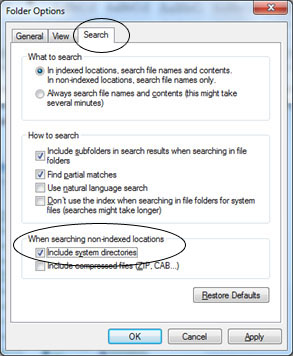 Folder Options
General View Search
What to search
In indexed locations, search file names and contents.
In non-indexed locations, search file names only.
Always search file names and contents (this might take
several minutes)
How to search
Include subfolders in search results when searching in file
folders
Find partial matches
Use natural language search
Don't use the index when searching in file folders for system
files (searches might take longer)
When searching non-indexed locations
Include system directories
Include compressed files (ZIP, CAB...)
Restore Defaults
OK Cancel Apply